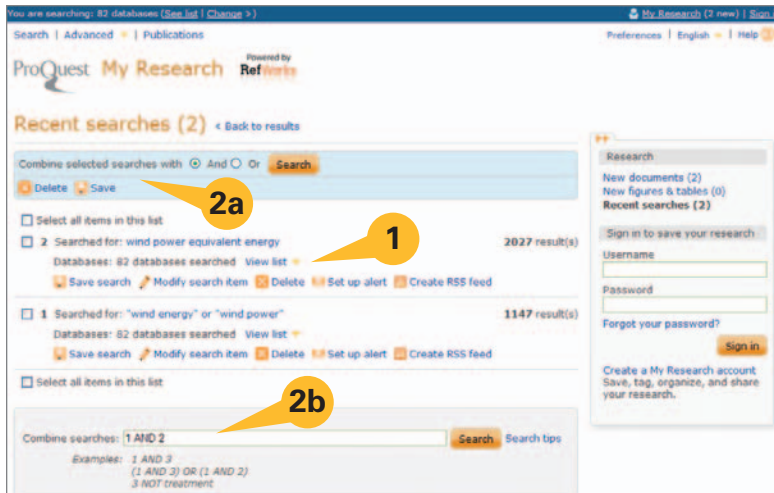 You are searching: 82 databases (See list | Change >)
My Research (2 new) | Sign
Search | Advanced | Publications
Preferences | English | Help
ProQuest My Research Powered by RefWorks
Recent searches (2) < Back to results
Combine selected searches with And Or Search
Delete Save
2a
Select all items in this list
2 Searched for: wind power equivalent energy 2027 result(s)
1
Databases: 82 databases searched View list
Save search Modify search item Delete Set up alert Create RSS feed
1 Searched for: "wind energy" or "wind power" 1147 result(s)
Databases: 82 databases searched View list
Save search Modify search item Delete Set up alert Create RSS feed
Select all items in this list
2b
Combine searches: 1 AND 2 Search Search tips
Examples: 1 AND 3
(1 AND 3) OR (1 AND 2)
3 NOT treatment
Research
New documents (2)
New figures & tables (0)
Recent searches (2)
Sign in to save your research
Username
Password
Forgot your password?
Sign in
Create a My Research account
Save, tag, organize, and share
your research.